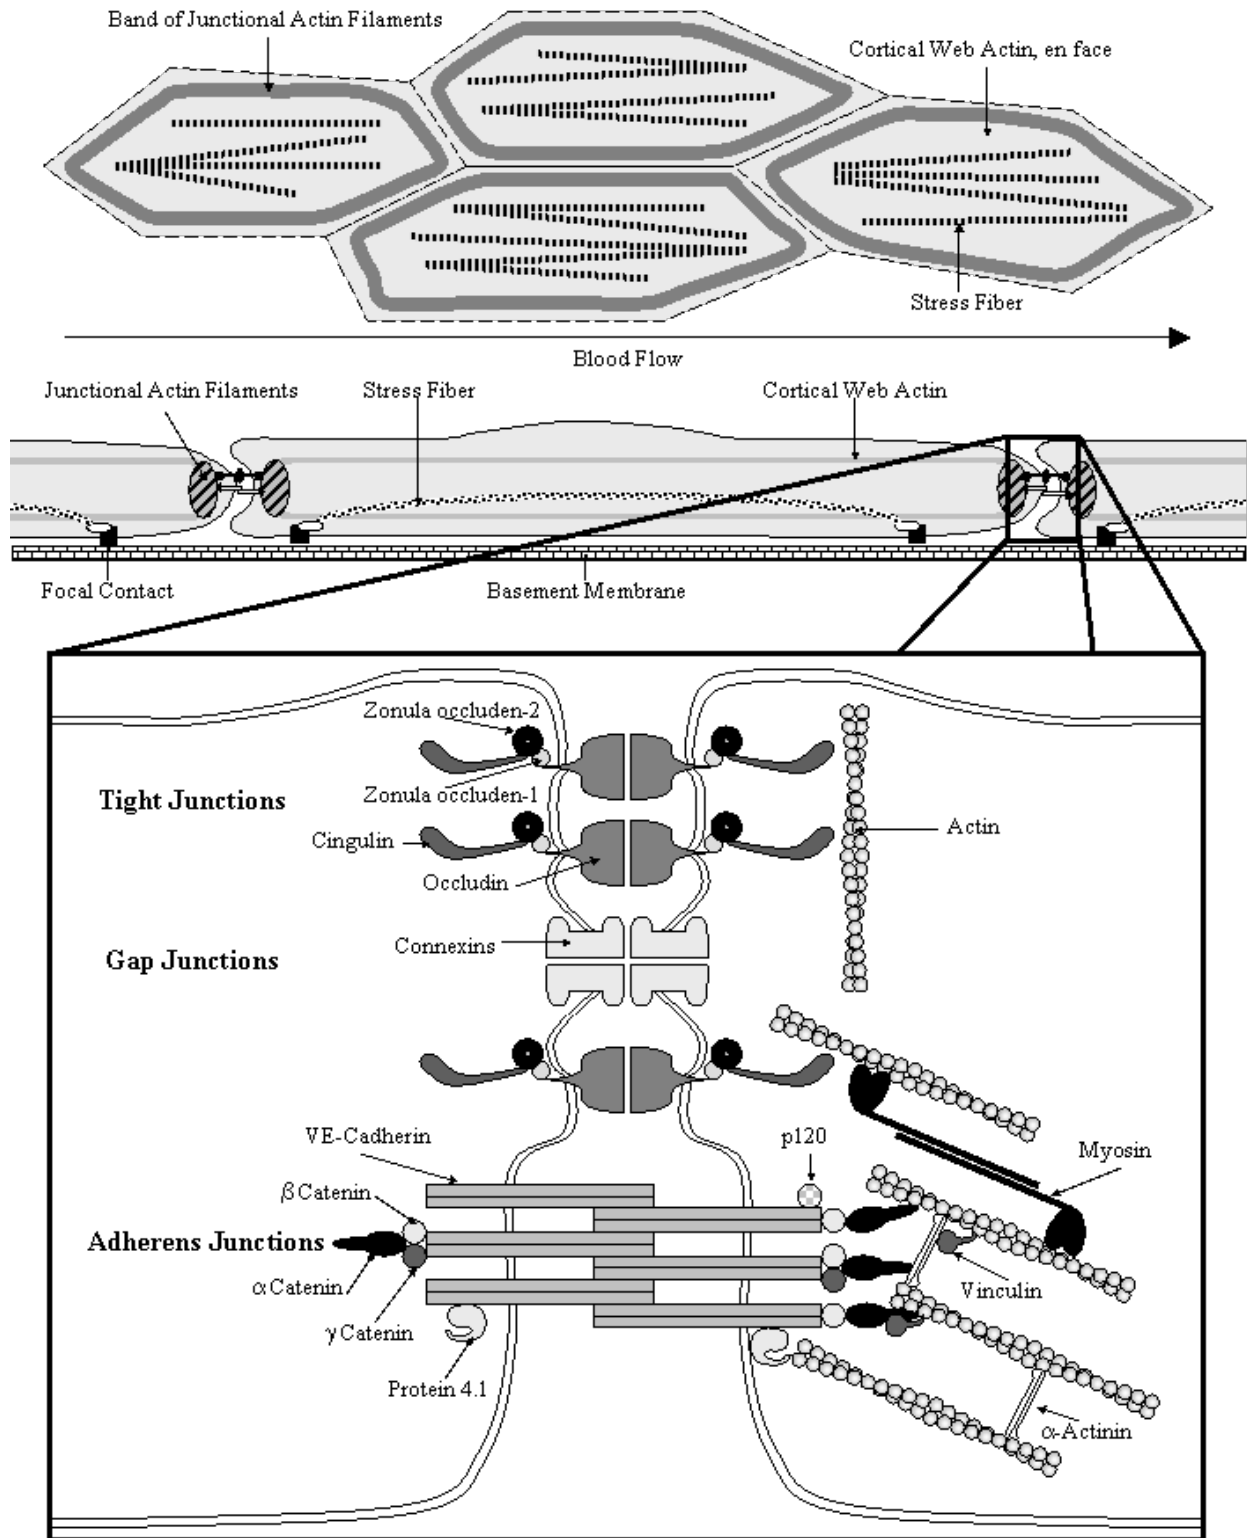 Band of Junctional Actin Filaments
Cortical Web Actin, en face
Stress Fiber
Blood Flow
Junctional Actin Filaments
Stress Fiber
Cortical Web Actin
Focal Contact
Basement Membrane
Zonula occluden-2
Tight Junctions
Zonula occluden-1
Cingulin
Actin
Occludin
Connexins
Gap Junctions
VE-Cadherin
p120
Myosin
β Catenin
Adherens Junctions
α Catenin
Vinculin
γ Catenin
Protein 4.1
α-Actinin